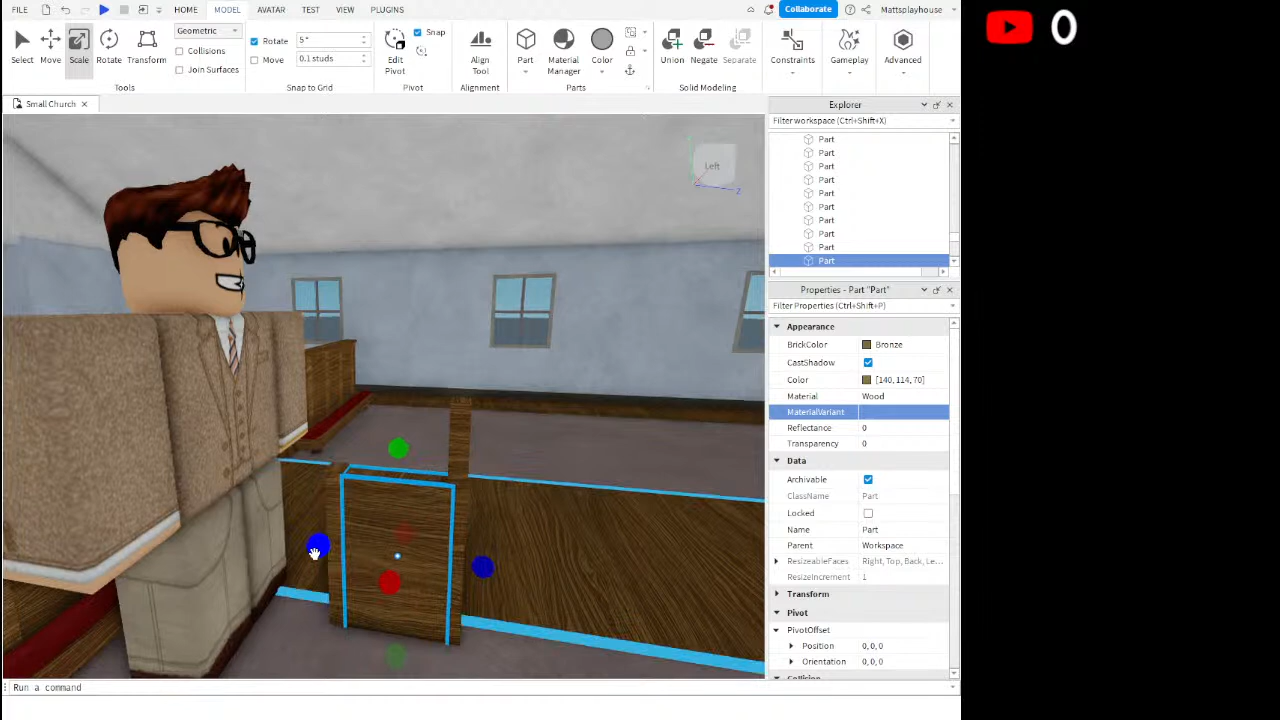 FILE HOME MODEL AVATAR TEST VIEW PLUGINS Collaborate Mattsplayhouse 0
Select Move Scale Rotate Transform
Geometric
Collisions
Join Surfaces
Tools
Rotate 5°
Move 0.1 studs
Snap to Grid
Edit
Pivot
Snap
Pivot
Align
Tool
Alignment
Part Material
Manager Color
Parts
Union Negate Separate
Solid Modeling
Constraints
Gameplay
Advanced
Small Church
Left
Z
Explorer
Filter workspace (Ctrl+Shift+X)
Part
Part
Part
Part
Part
Part
Part
Part
Part
Part
Properties - Part "Part"
Filter Properties (Ctrl+Shift+P)
Appearance
BrickColor Bronze
CastShadow
Color [140, 114, 70]
Material Wood
MaterialVariant
Reflectance 0
Transparency 0
Data
Archivable
ClassName Part
Locked
Name Part
Parent Workspace
ResizeableFaces Right, Top, Back, Le...
ResizeIncrement 1
Transform
Pivot
PivotOffset
Position 0, 0, 0
Orientation 0, 0, 0
Collision
Run a command